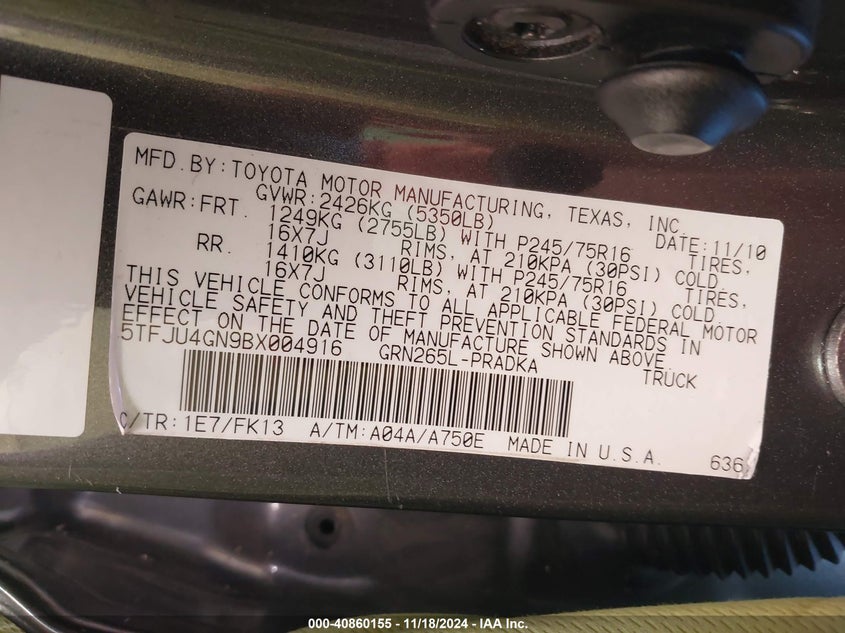 MFD.BY:TOYOTA MOTOR MANUFACTURING, TEXAS, INC.
GVWR:2426KG (5350LB) DATE:11/10
GAWR:FRT. 1249KG (2755LB) WITH P245/75R16 TIRES,
16X7J RIMS, AT 210KPA (30PSI) COLD
RR. 1410KG (3110LB) WITH P245/75R16 TIRES,
16X7J RIMS, AT 210KPA (30PSI) COLD
THIS VEHICLE CONFORMS TO ALL APPLICABLE FEDERAL MOTOR
VEHICLE SAFETY AND THEFT PREVENTION STANDARDS IN
EFFECT ON THE DATE OF MANUFACTURE SHOWN ABOVE.
5TFJU4GN9BX004916 GRN265L-PRADKA TRUCK
C/TR:1E7/FK13 A/TM:A04A/A750E MADE IN U.S.A. 636
000-40860155 - 11/18/2024 - IAA Inc.